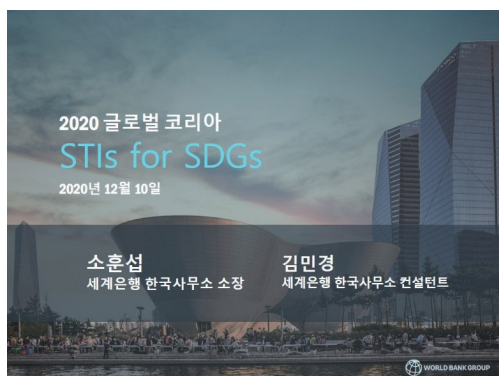 2020 글로벌 코리아
STIs for SDGs
2020년 12월 10일
소훈섭
세계은행 한국사무소 소장
김민경
세계은행 한국사무소 컨설턴트
WORLD BANK GROUP